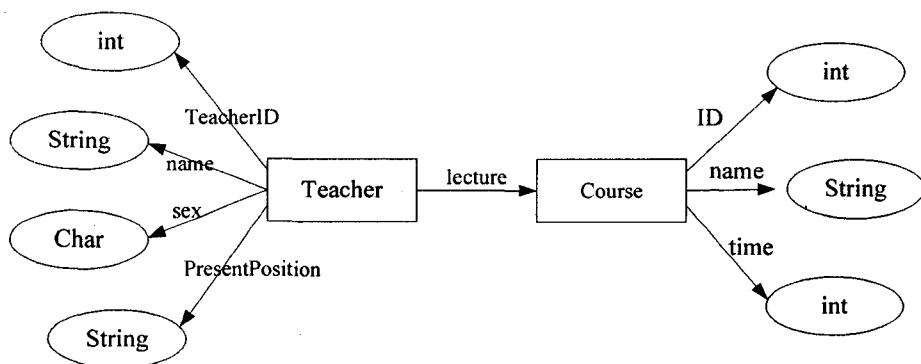 int
TeacherID
String
name
Char
sex
PresentPosition
String
Teacher
lecture
Course
ID
int
name
String
time
int